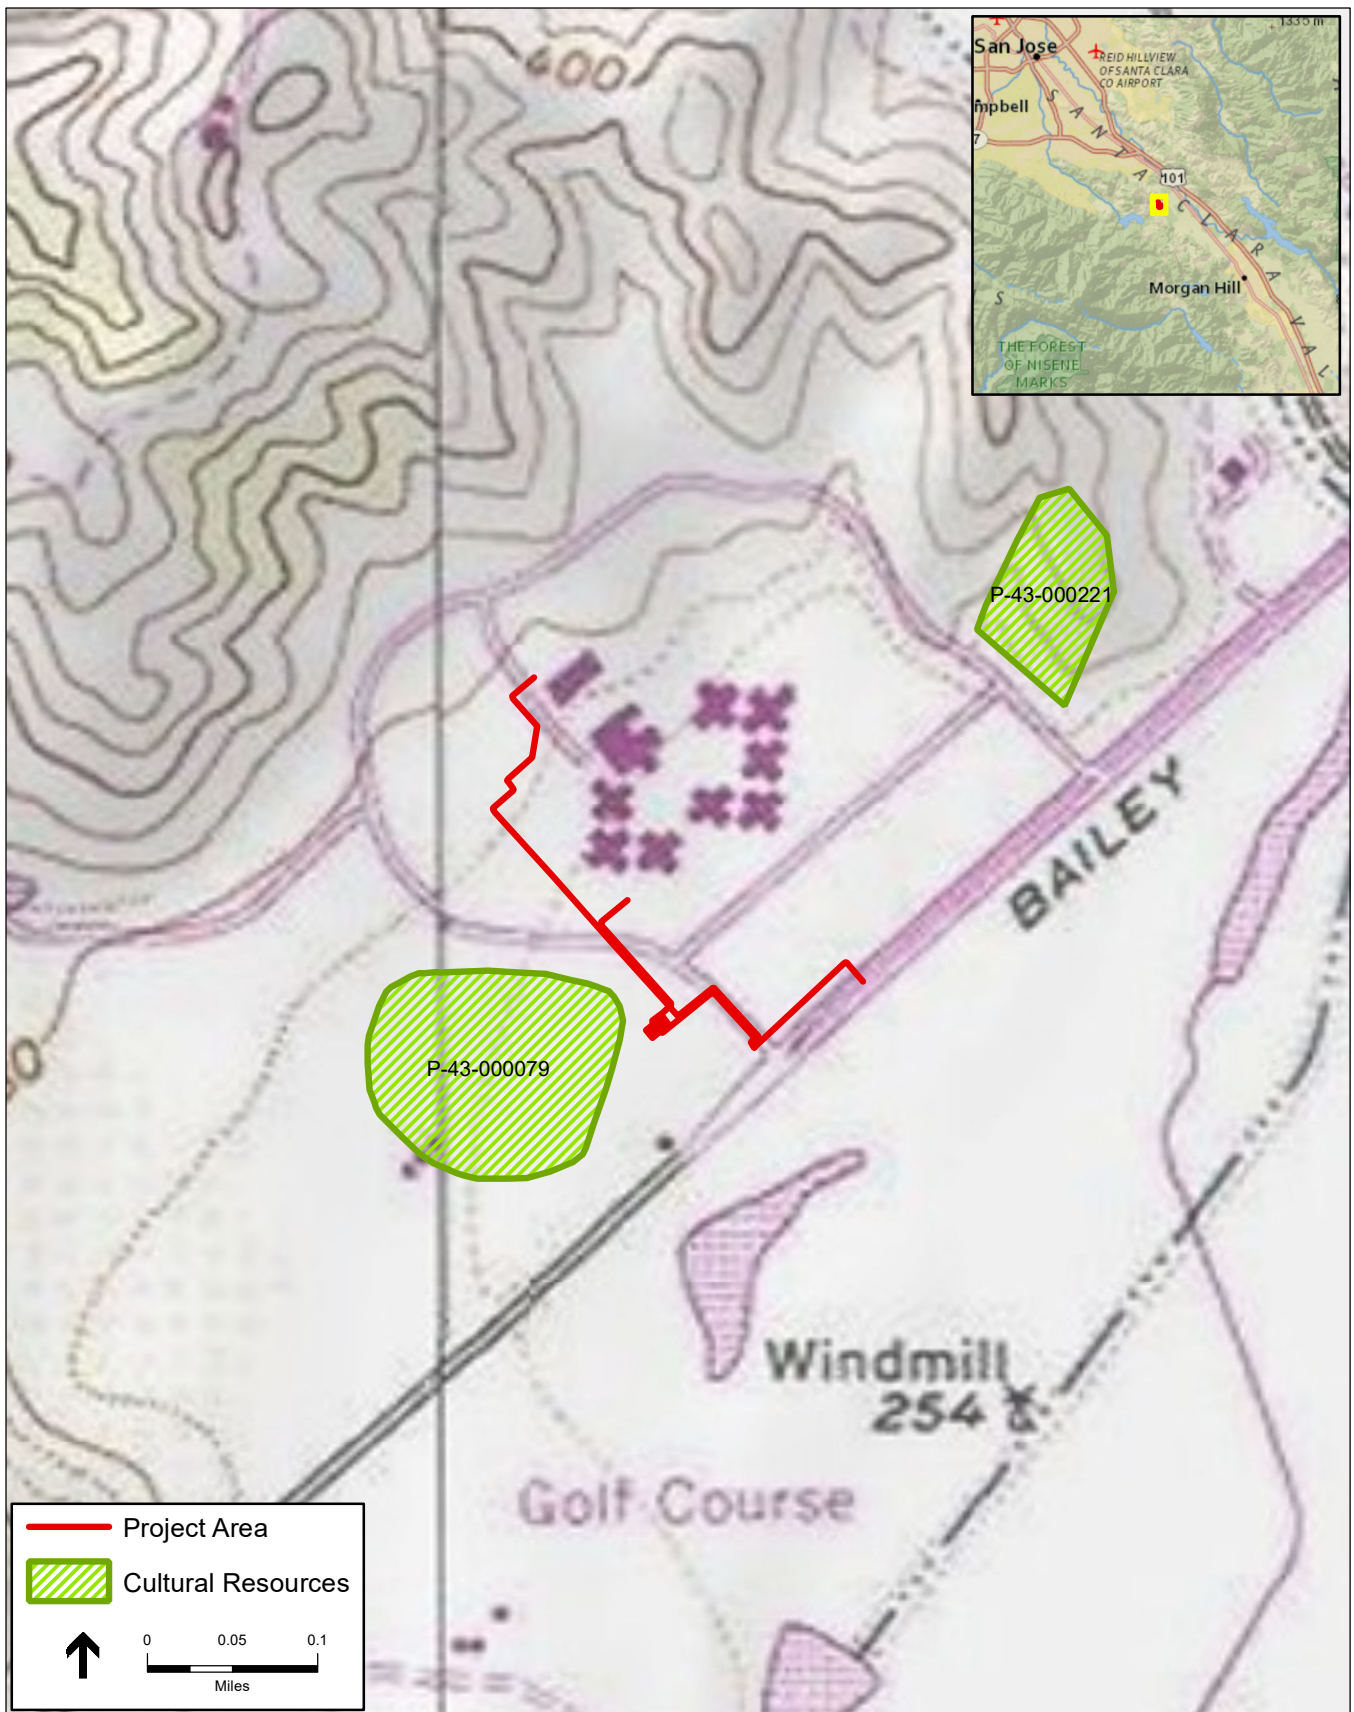 400
1335 m
San Jose
REID HILLVIEW
OF SANTA CLARA
CO AIRPORT
mpbell
7
101
SANTA CLARA VAL
Morgan Hill
S
THE FOREST
OF NISENE
MARKS
P-43-000221
BAILEY
P-43-000079
Windmill
254
Golf Course
Project Area
Cultural Resources
0 0.05 0.1
Miles